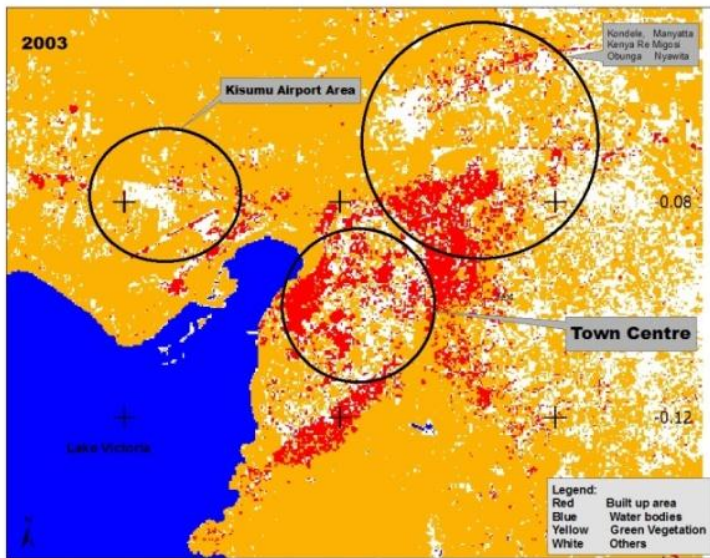 2003
Kondele, Manyatta
Kenya Re Migosi
Obunga Nyawita
Kisumu Airport Area
-0.08
Town Centre
-0.12
Lake Victoria
Legend:
Red Built up area
Blue Water bodies
Yellow Green Vegetation
White Others